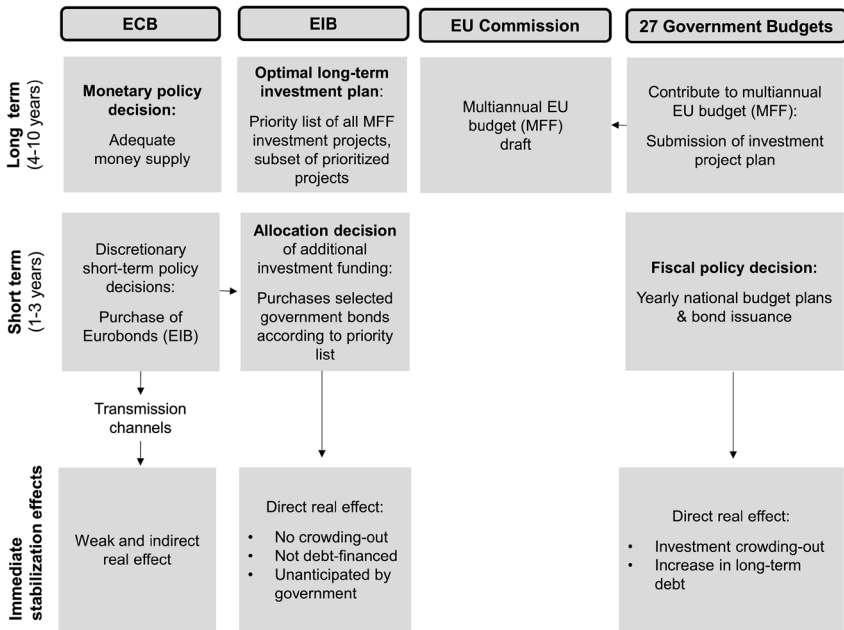 ECB
EIB
EU Commission
27 Government Budgets
Long term
(4-10 years)
Monetary policy
decision:
Adequate
money supply
Optimal long-term
investment plan:
Priority list of all MFF
investment projects,
subset of prioritized
projects
Multiannual EU
budget (MFF)
draft
Contribute to multiannual
EU budget (MFF):
Submission of investment
project plan
Short term
(1-3 years)
Discretionary
short-term policy
decisions:
Purchase of
Eurobonds (EIB)
Allocation decision
of additional
investment funding:
Purchases selected
government bonds
according to priority
list
Fiscal policy decision:
Yearly national budget plans
& bond issuance
Transmission
channels
Immediate
stabilization effects
Weak and indirect
real effect
Direct real effect:
• No crowding-out
• Not debt-financed
• Unanticipated by
government
Direct real effect:
• Investment crowding-out
• Increase in long-term
debt